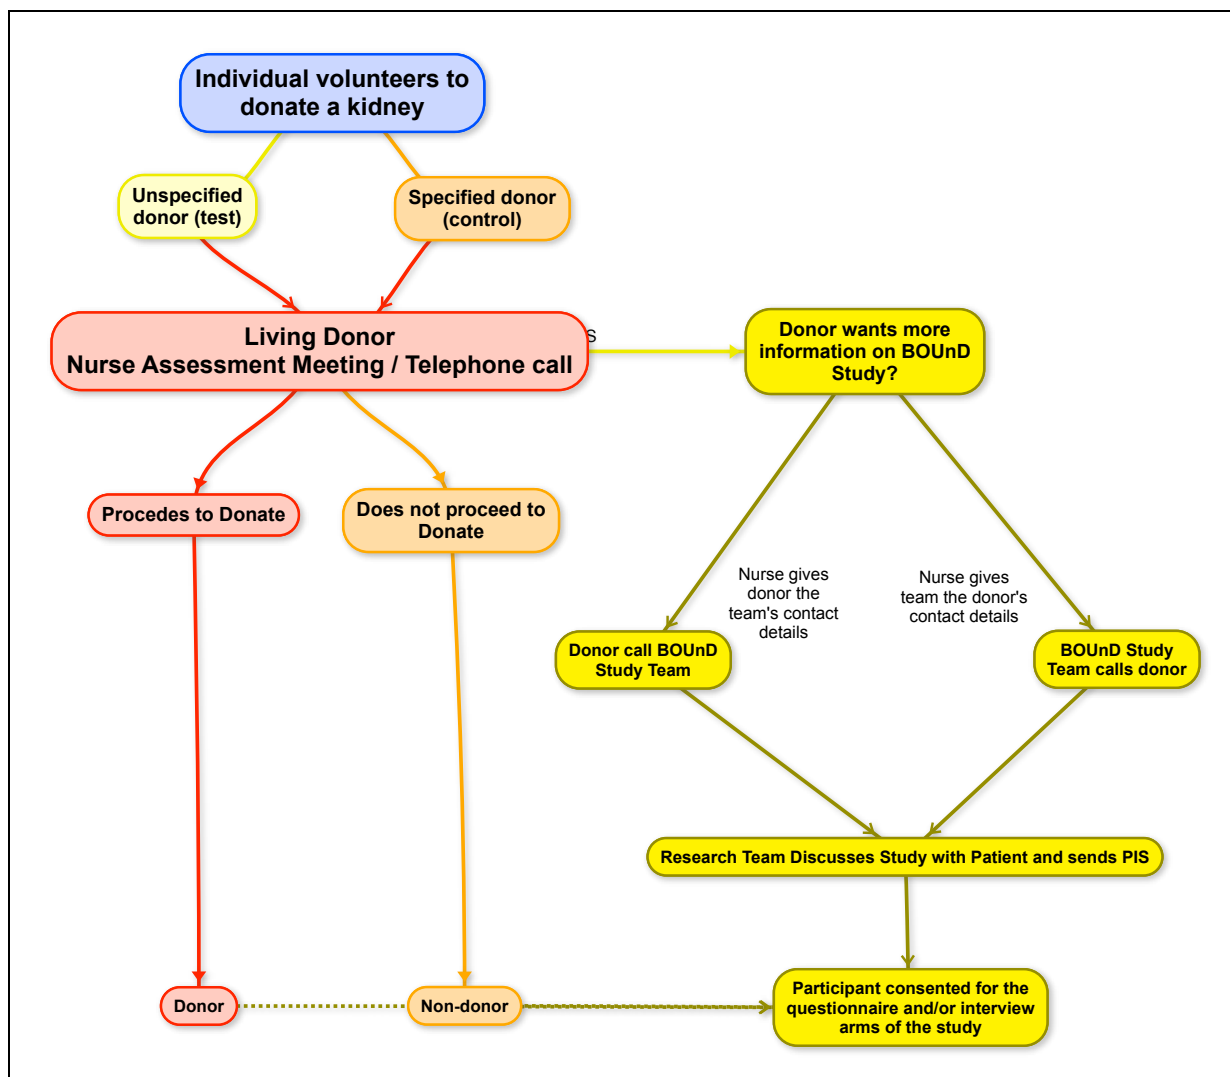 Individual volunteers to
donate a kidney
Unspecified
donor (test)
Specified donor
(control)
Living Donor
Nurse Assessment Meeting / Telephone call
s
Donor wants more
information on BOUnD
Study?
Procedes to Donate
Does not proceed to
Donate
Nurse gives
donor the
team's contact
details
Nurse gives
team the donor's
contact details
Donor call BOUnD
Study Team
BOUnD Study
Team calls donor
Research Team Discusses Study with Patient and sends PIS
Donor
Non-donor
Participant consented for the
questionnaire and/or interview
arms of the study